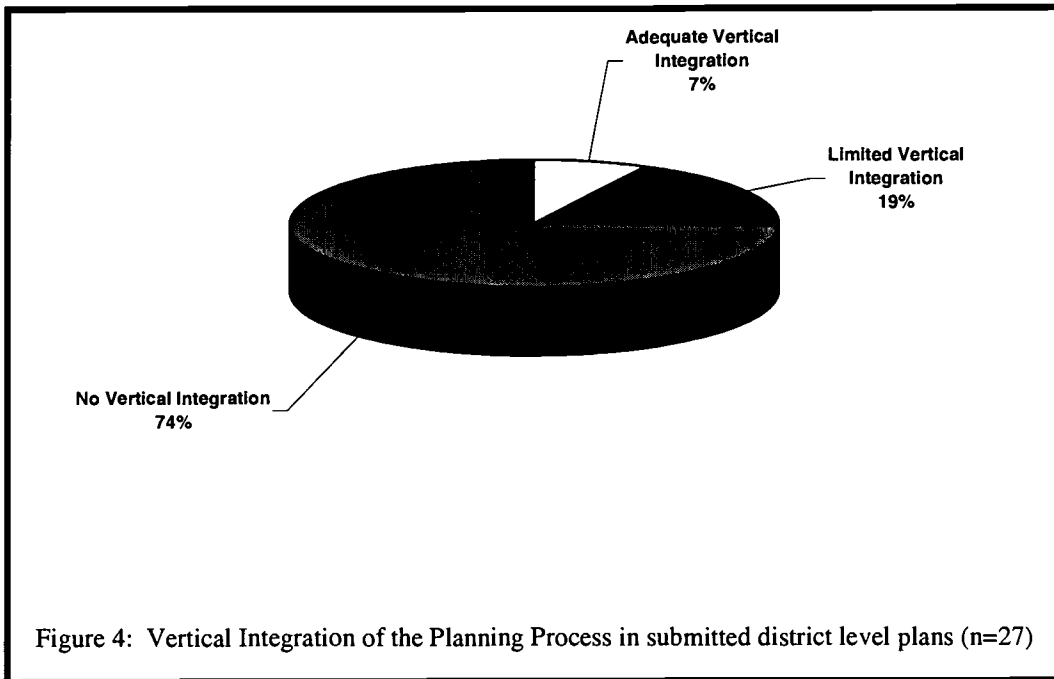 Adequate Vertical
Integration
7%
Limited Vertical
Integration
19%
No Vertical Integration
74%
Figure 4: Vertical Integration of the Planning Process in submitted district level plans (n=27)